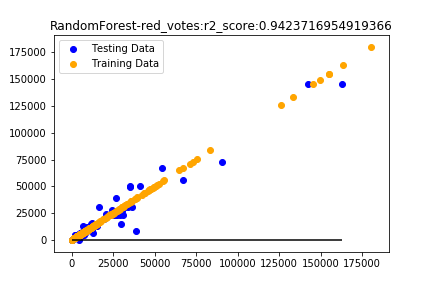 RandomForest-red_votes:r2_score:0.9423716954919366
Testing Data
Training Data
175000
150000
125000
100000
75000
50000
25000
0
0 25000 50000 75000 100000 125000 150000 175000